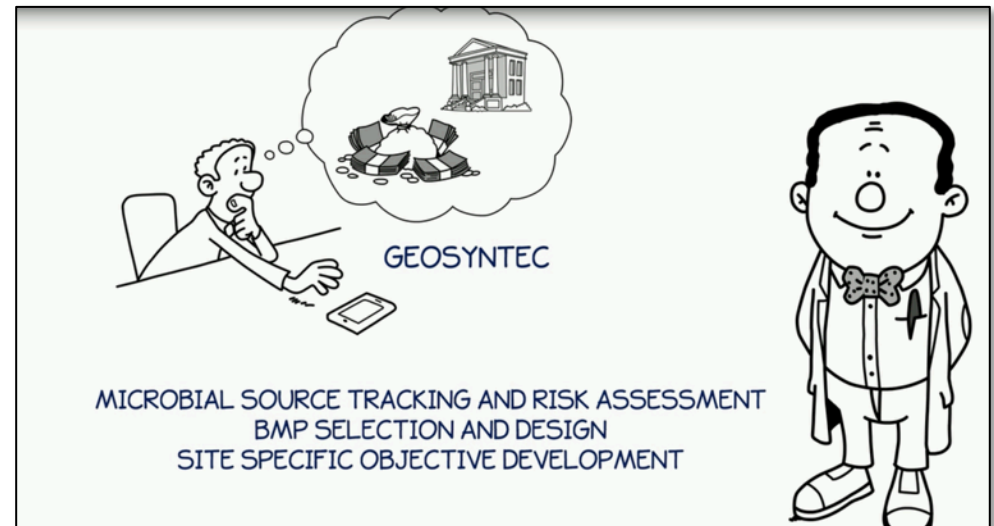 GEOSYNTEC
MICROBIAL SOURCE TRACKING AND RISK ASSESSMENT
BMP SELECTION AND DESIGN
SITE SPECIFIC OBJECTIVE DEVELOPMENT